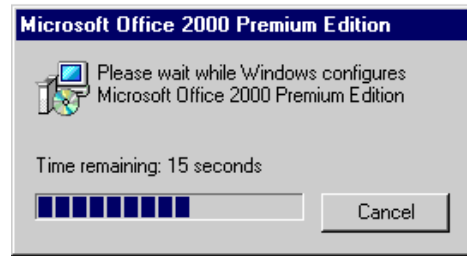 Microsoft Office 2000 Premium Edition
Please wait while Windows configures
Microsoft Office 2000 Premium Edition
Time remaining: 15 seconds
Cancel